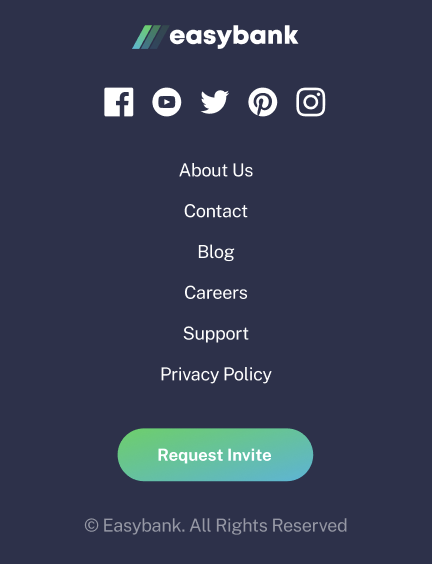 easybank
About Us
Contact
Blog
Careers
Support
Privacy Policy
Request Invite
© Easybank. All Rights Reserved